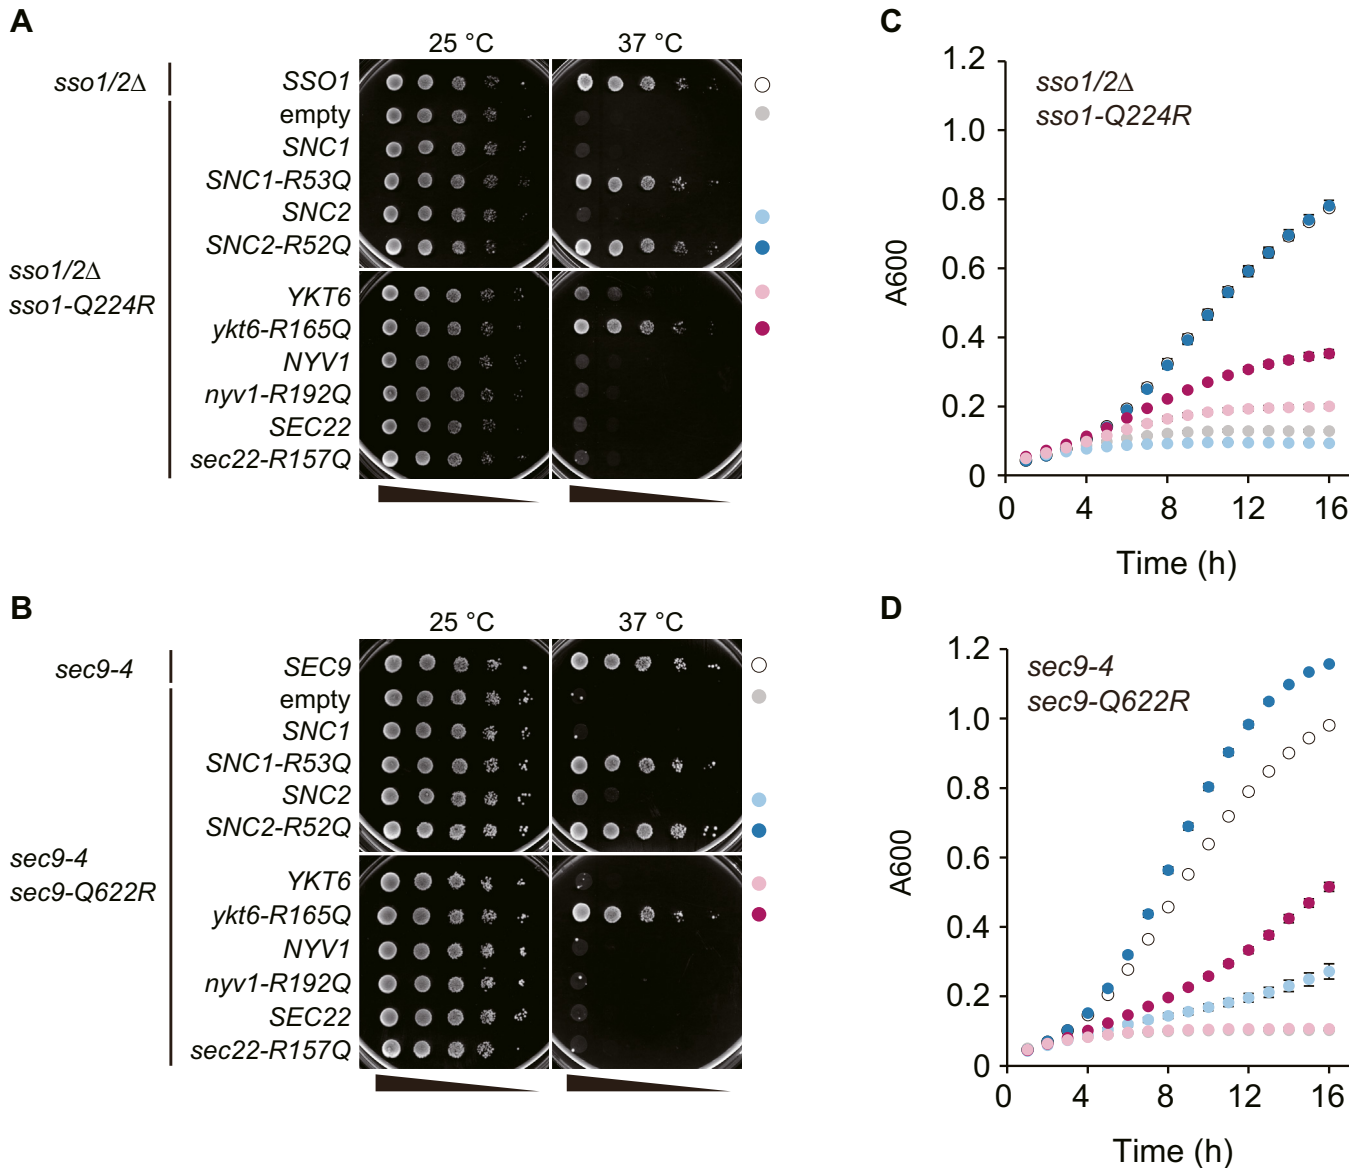 A
25 °C
37 °C
sso1/2Δ
SSO1
empty
SNC1
SNC1-R53Q
SNC2
SNC2-R52Q
sso1/2Δ
sso1-Q224R
YKT6
ykt6-R165Q
NYV1
nyv1-R192Q
SEC22
sec22-R157Q
C
sso1/2Δ
sso1-Q224R
1.2
1.0
0.8
0.6
0.4
0.2
0
A600
0 4 8 12 16
Time (h)
B
25 °C
37 °C
sec9-4
SEC9
empty
SNC1
SNC1-R53Q
SNC2
SNC2-R52Q
sec9-4
sec9-Q622R
YKT6
ykt6-R165Q
NYV1
nyv1-R192Q
SEC22
sec22-R157Q
D
sec9-4
sec9-Q622R
1.2
1.0
0.8
0.6
0.4
0.2
0
A600
0 4 8 12 16
Time (h)